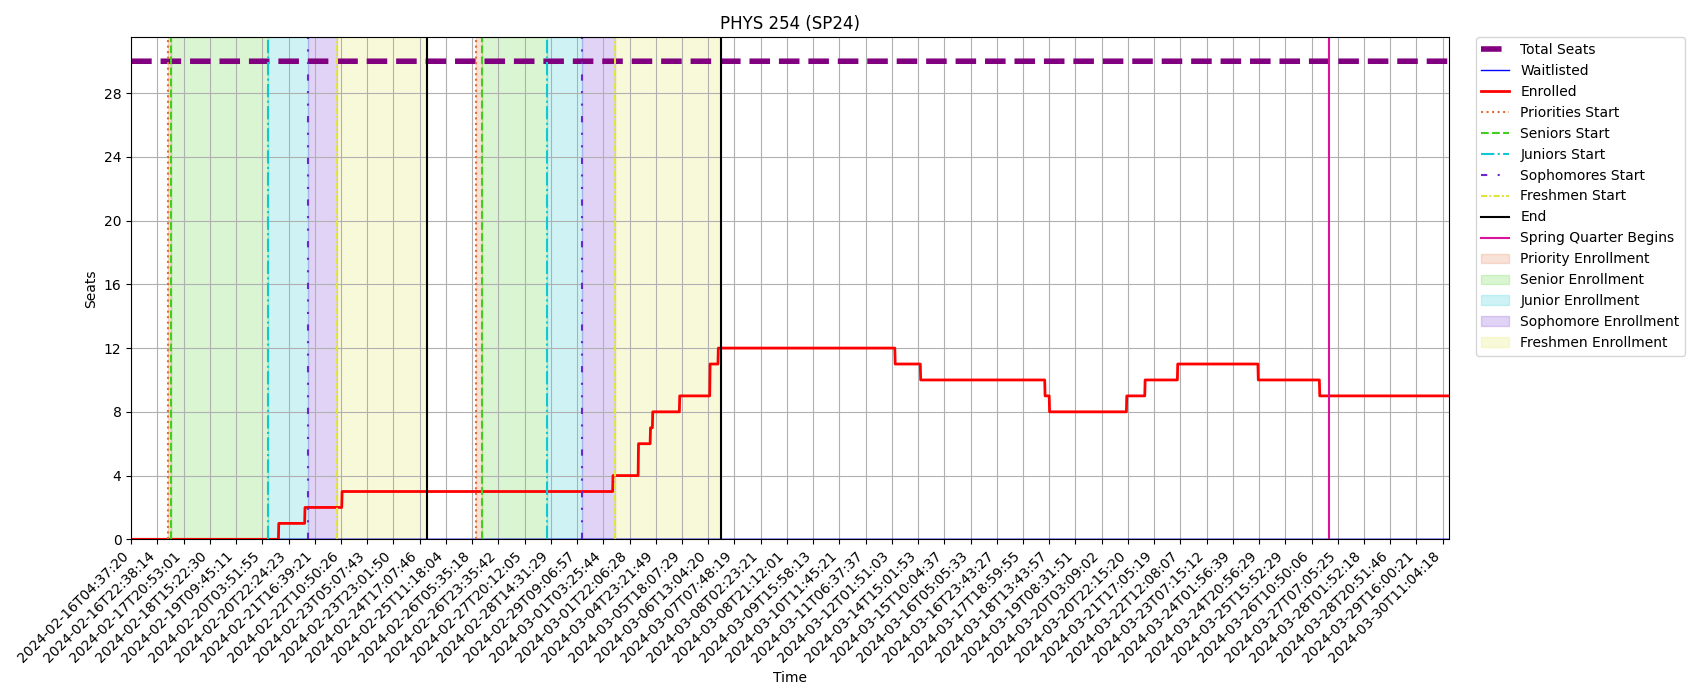 PHYS 254 (SP24)
Seats
28
24
20
16
12
8
4
0
2024-02-16T04:37:20
2024-02-16T22:38:14
2024-02-17T20:53:01
2024-02-18T15:22:30
2024-02-19T09:45:11
2024-02-20T03:51:55
2024-02-20T22:24:23
2024-02-21T16:39:21
2024-02-22T10:50:26
2024-02-23T05:07:43
2024-02-23T23:01:50
2024-02-24T17:07:46
2024-02-25T11:18:04
2024-02-26T05:35:18
2024-02-26T23:35:42
2024-02-27T20:12:05
2024-02-28T14:31:29
2024-02-29T09:06:57
2024-03-01T03:25:44
2024-03-01T22:06:28
2024-03-04T23:21:49
2024-03-05T18:07:29
2024-03-06T13:04:20
2024-03-07T07:48:19
2024-03-08T02:23:21
2024-03-08T21:12:01
2024-03-09T15:58:13
2024-03-10T11:45:21
2024-03-11T06:37:37
2024-03-12T01:51:03
2024-03-14T15:01:53
2024-03-15T10:04:37
2024-03-16T05:05:33
2024-03-16T23:43:27
2024-03-17T18:59:55
2024-03-18T13:43:57
2024-03-19T08:31:51
2024-03-20T03:09:02
2024-03-20T22:15:20
2024-03-21T17:05:19
2024-03-22T12:08:07
2024-03-23T07:15:12
2024-03-24T01:56:39
2024-03-24T20:56:29
2024-03-25T15:52:29
2024-03-26T10:50:06
2024-03-27T07:05:25
2024-03-28T01:52:18
2024-03-28T20:51:46
2024-03-29T16:00:21
2024-03-30T11:04:18
Time
Total Seats
Waitlisted
Enrolled
Priorities Start
Seniors Start
Juniors Start
Sophomores Start
Freshmen Start
End
Spring Quarter Begins
Priority Enrollment
Senior Enrollment
Junior Enrollment
Sophomore Enrollment
Freshmen Enrollment